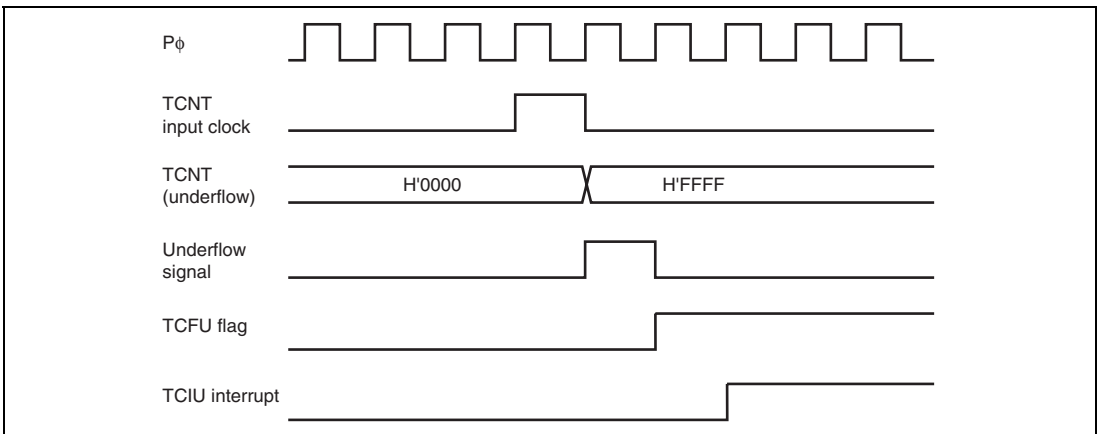 Pϕ
TCNT
input clock
TCNT
(underflow)
H'0000
H'FFFF
Underflow
signal
TCFU flag
TCIU interrupt